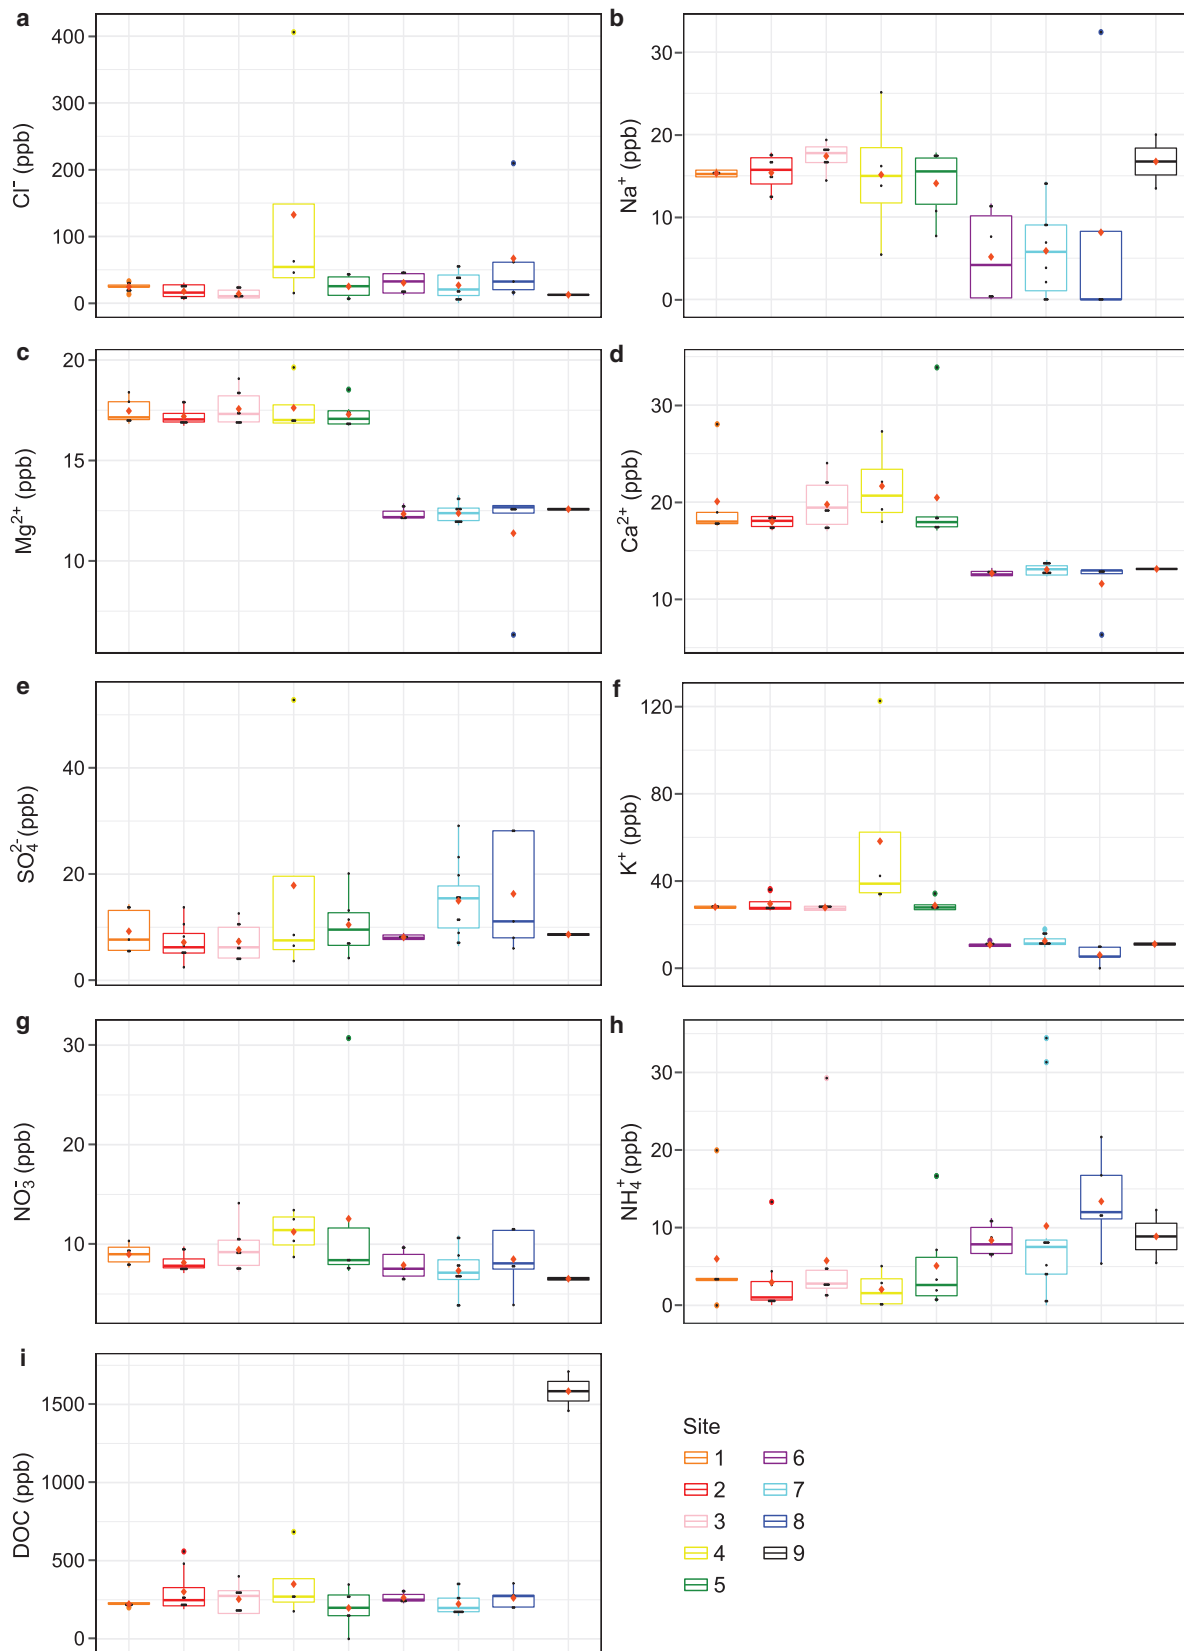 a
400
300
200
100
0
Cl⁻ (ppb)
b
30
20
10
0
Na⁺ (ppb)
c
20
15
10
Mg²⁺ (ppb)
d
30
20
10
Ca²⁺ (ppb)
e
40
20
0
SO₄²⁻ (ppb)
f
120
80
40
0
K⁺ (ppb)
g
30
20
10
NO₃⁻ (ppb)
h
30
20
10
0
NH₄⁺ (ppb)
i
1500
1000
500
0
DOC (ppb)
Site
1 6
2 7
3 8
4 9
5